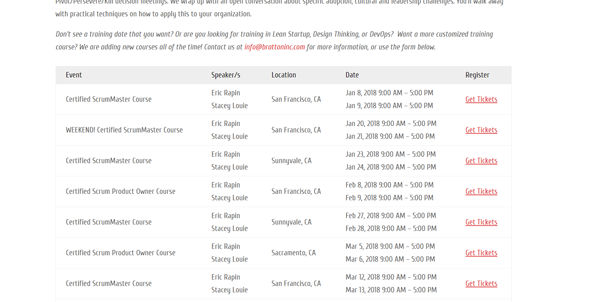 Pivot/Persevere/Kill decision meetings. We wrap up with an open conversation about specific adoption, cultural and leadership challenges. You'll walk away
with practical techniques on how to apply this to your organization.
Don't see a training date that you want? Or are you looking for training in Lean Startup, Design Thinking, or DevOps? Want a more customized training
course? We are adding new courses all of the time! Contact us at info@brattoninc.com for more information, or use the form below.
Event Speaker/s Location Date Register
Eric Rapin Jan 8, 2018 9:00 AM – 5:00 PM
Certified ScrumMaster Course San Francisco, CA Get Tickets
Stacey Louie Jan 9, 2018 9:00 AM – 5:00 PM
Eric Rapin Jan 20, 2018 9:00 AM – 5:00 PM
WEEKEND! Certified ScrumMaster Course San Francisco, CA Get Tickets
Stacey Louie Jan 21, 2018 9:00 AM – 5:00 PM
Eric Rapin Jan 23, 2018 9:00 AM – 5:00 PM
Certified ScrumMaster Course Sunnyvale, CA Get Tickets
Stacey Louie Jan 24, 2018 9:00 AM – 5:00 PM
Eric Rapin Feb 8, 2018 9:00 AM – 5:00 PM
Certified Scrum Product Owner Course San Francisco, CA Get Tickets
Stacey Louie Feb 9, 2018 9:00 AM – 5:00 PM
Eric Rapin Feb 27, 2018 9:00 AM – 5:00 PM
Certified ScrumMaster Course Sunnyvale, CA Get Tickets
Stacey Louie Feb 28, 2018 9:00 AM – 5:00 PM
Eric Rapin Mar 5, 2018 9:00 AM – 5:00 PM
Certified Scrum Product Owner Course Sacramento, CA Get Tickets
Stacey Louie Mar 6, 2018 9:00 AM – 5:00 PM
Eric Rapin Mar 12, 2018 9:00 AM – 5:00 PM
Certified ScrumMaster Course San Francisco, CA Get Tickets
Stacey Louie Mar 13, 2018 9:00 AM – 5:00 PM